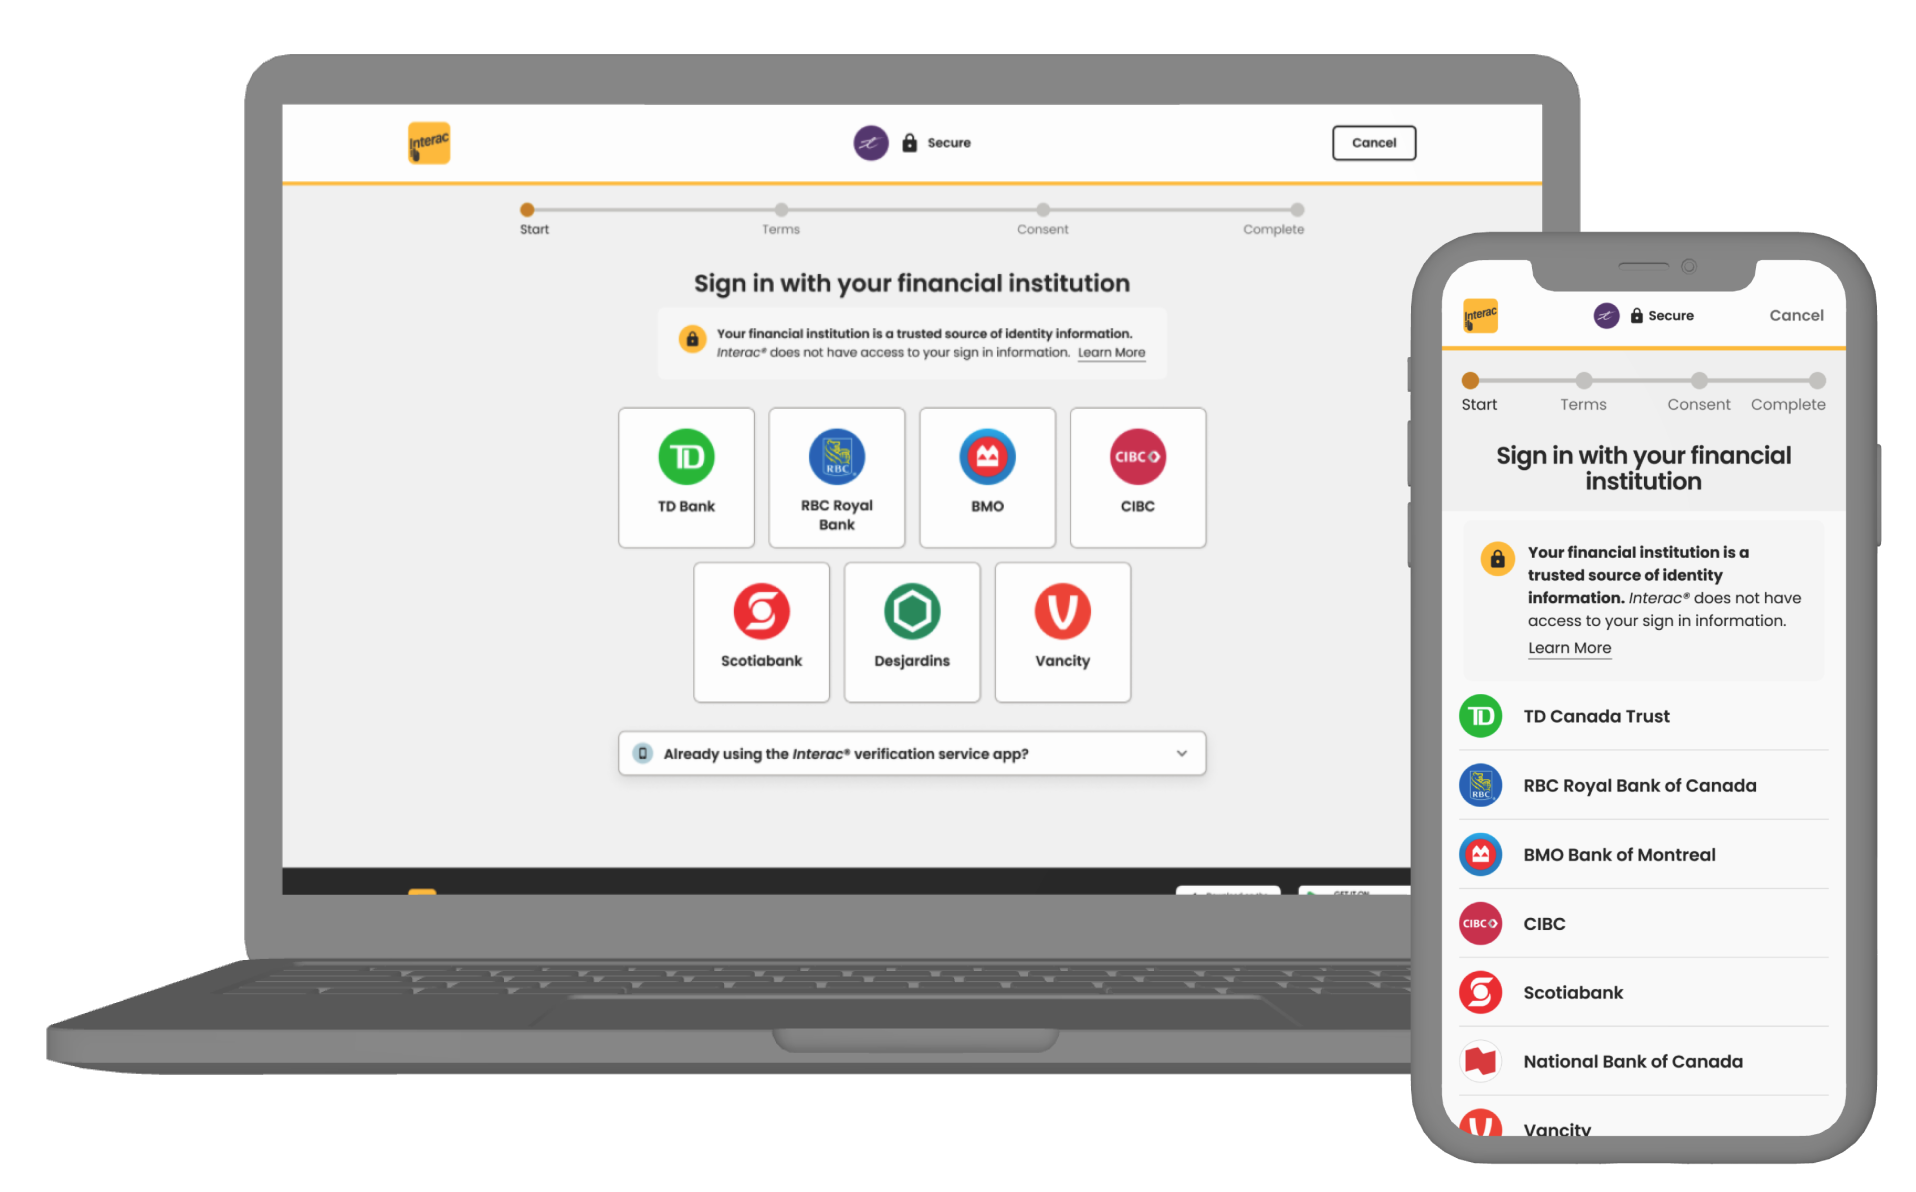 Interac
Secure
Cancel
Start
Terms
Consent
Complete
Sign in with your financial institution
Your financial institution is a trusted source of identity information.
Interac® does not have access to your sign in information. Learn More
TD
RBC
CIBC
TD Bank
RBC Royal
Bank
BMO
CIBC
Scotiabank
Desjardins
Vancity
Already using the Interac® verification service app?
GET IT ON
Interac
Secure
Cancel
Start
Terms
Consent
Complete
Sign in with your financial
institution
Your financial institution is a
trusted source of identity
information. Interac® does not have
access to your sign in information.
Learn More
TD
TD Canada Trust
RBC
RBC Royal Bank of Canada
BMO Bank of Montreal
CIBC
CIBC
Scotiabank
National Bank of Canada
Vancity